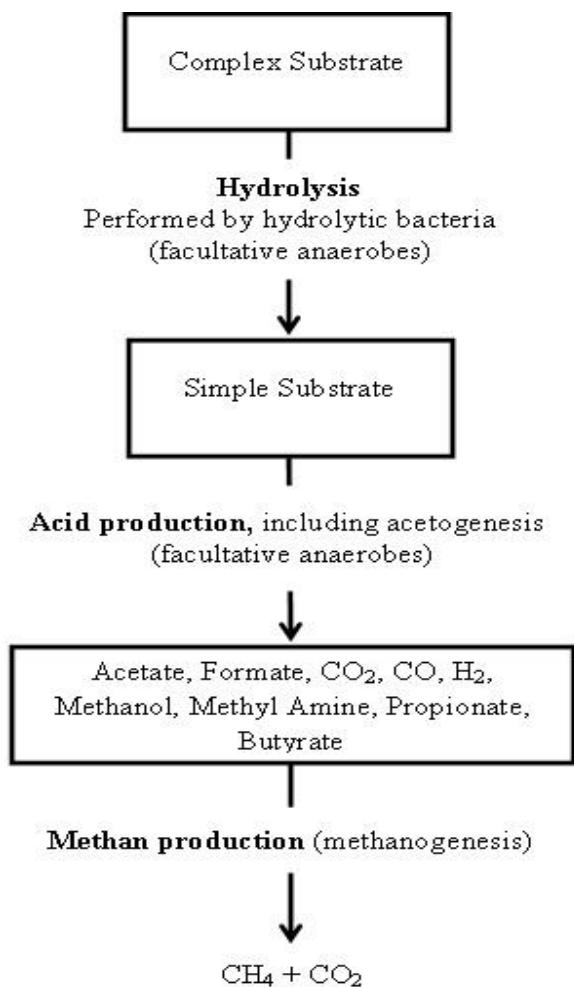 Complex Substrate
Hydrolysis
Performed by hydrolytic bacteria
(facultative anaerobes)
Simple Substrate
Acid production, including acetogenesis
(facultative anaerobes)
Acetate, Formate, CO₂, CO, H₂,
Methanol, Methyl Amine, Propionate,
Butyrate
Methan production (methanogenesis)
CH₄ + CO₂